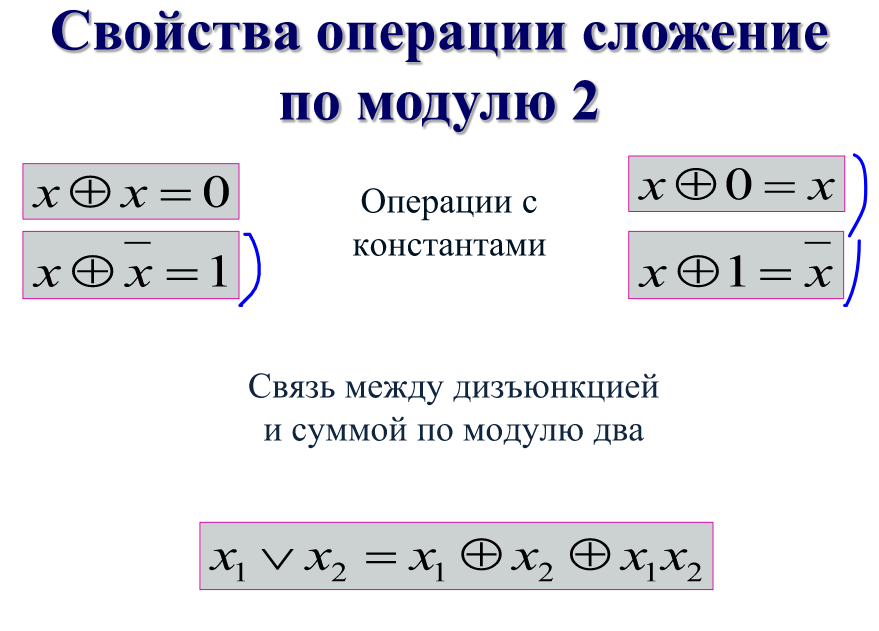 Свойства операции сложение
по модулю 2
x ⊕ x = 0
Операции с
константами
x ⊕ 0 = x
x ⊕ x̅ = 1
x ⊕ 1 = x̅
Связь между дизъюнкцией
и суммой по модулю два
x₁ ∨ x₂ = x₁ ⊕ x₂ ⊕ x₁x₂